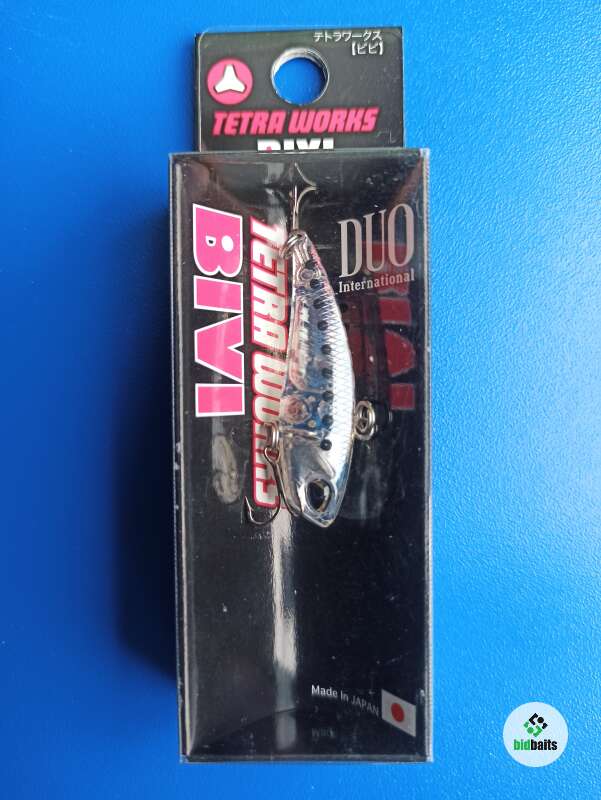 テトラワークス
【ビビ】
TETRA WORKS
BIVI
DUO
International
TETRA WORKS
BIVI
Made in JAPAN
bidbaits